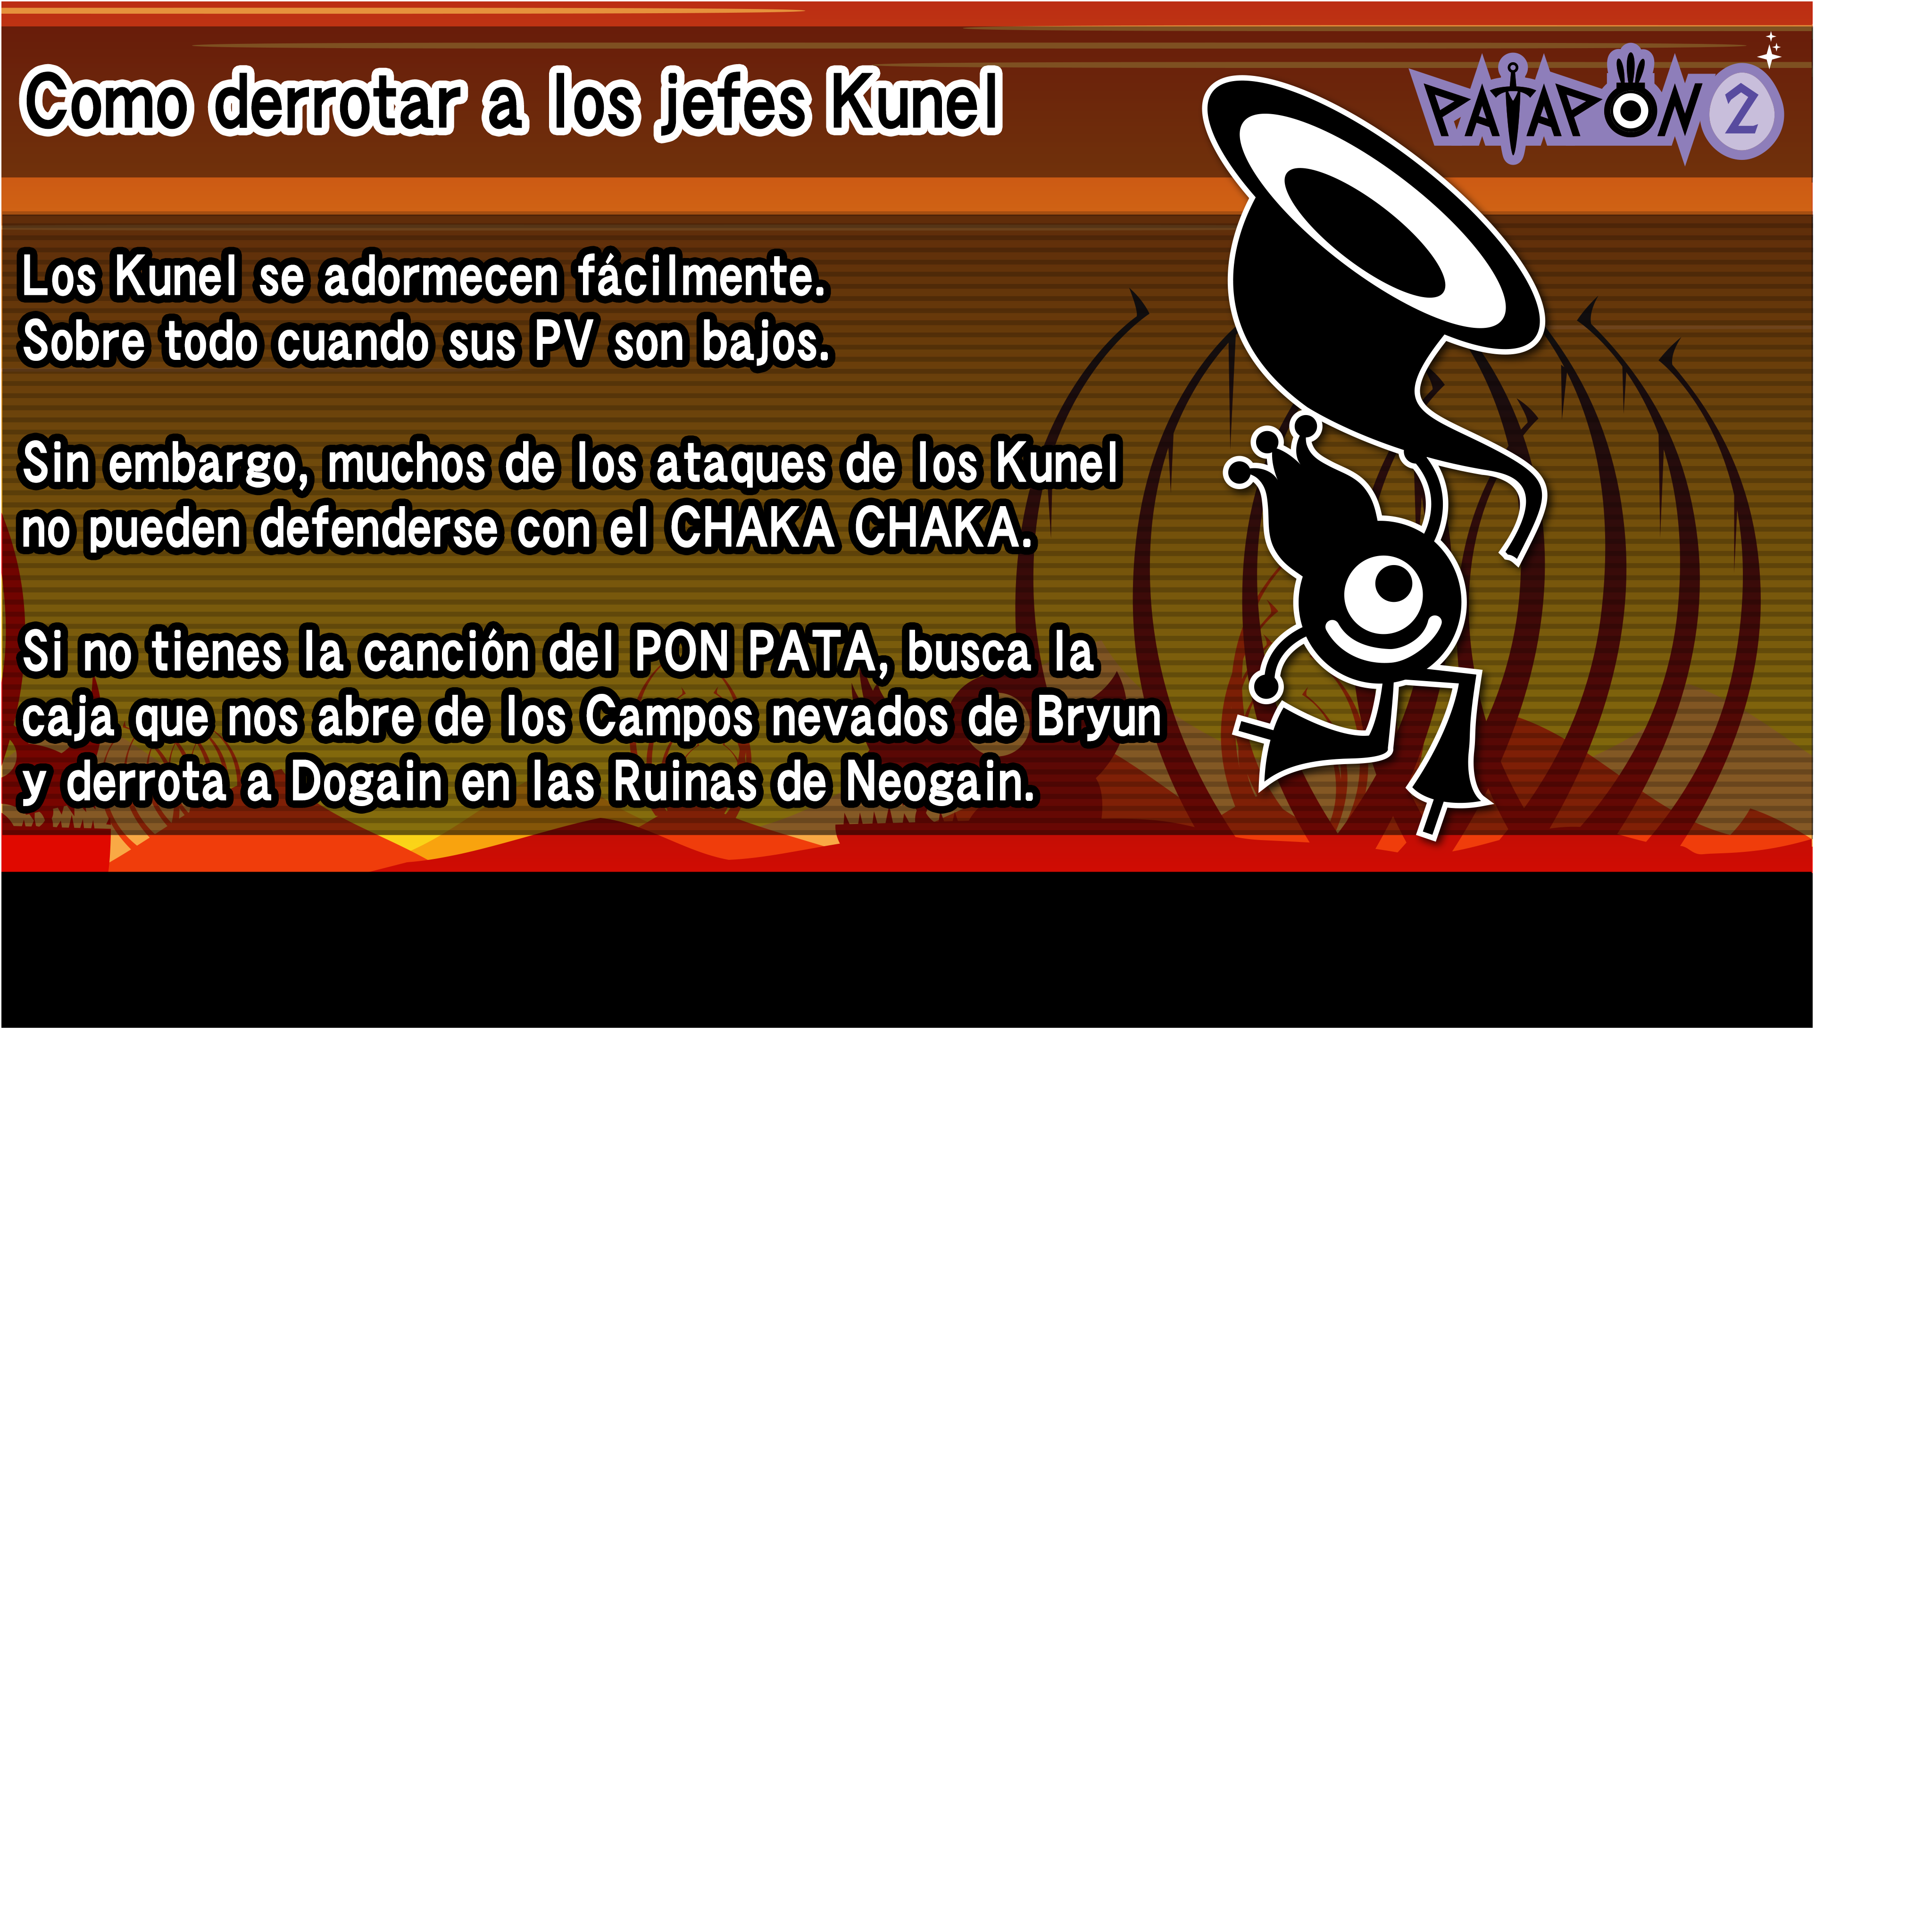 Como derrotar a los jefes Kunel
PATAPON 2
Los Kunel se adormecen fácilmente.
Sobre todo cuando sus PV son bajos.
Sin embargo, muchos de los ataques de los Kunel
no pueden defenderse con el CHAKA CHAKA.
Si no tienes la canción del PON PATA, busca la
caja que nos abre de los Campos nevados de Bryun
y derrota a Dogain en las Ruinas de Neogain.